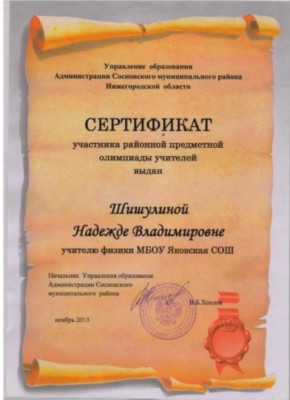 Управление образования
Администрации Сосновского муниципального района
Нижегородской области
СЕРТИФИКАТ
участника районной предметной
олимпиады учителей
выдан
Шишулиной
Надежде Владимировне
учителю физики МБОУ Яковская СОШ
Начальник Управления образования
Администрации Сосновского
муниципального района
ноябрь 2013